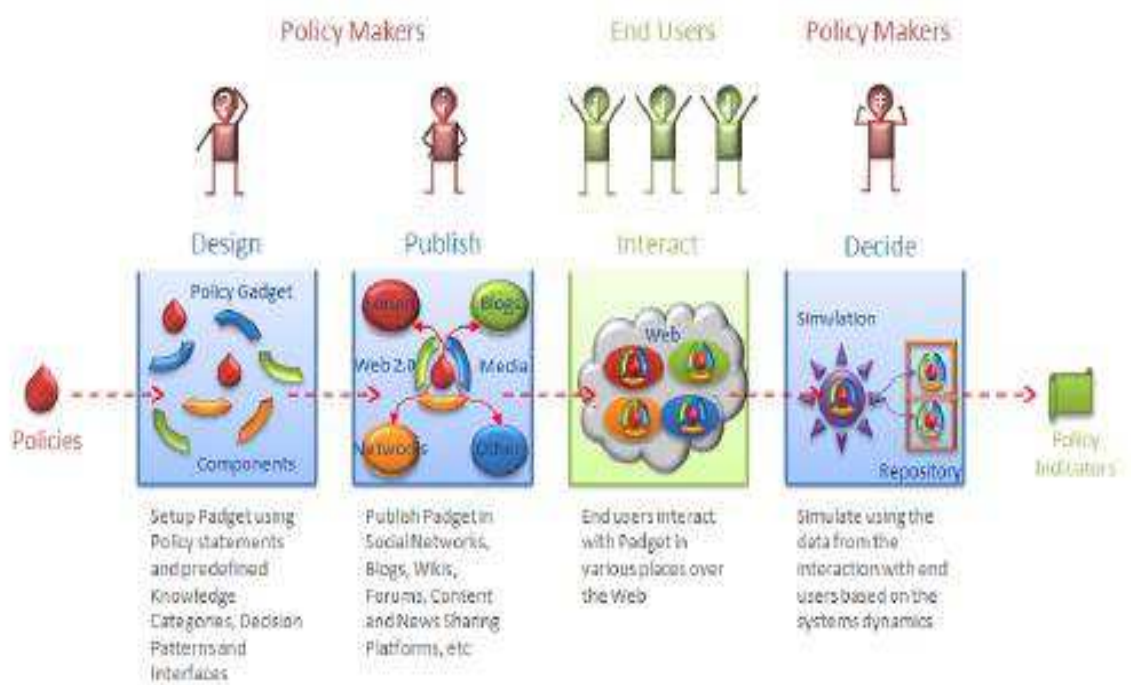 Policy Makers
End Users
Policy Makers
Design
Publish
Interact
Decide
Policy Gadget
Components
Blogs
Web 2.0
Media
Networks
Web
Simulation
Repository
Policies
Policy
Indicators
Setup Padget using
Policy statements
and predefined
Knowledge
Categories, Decision
Patterns and
Interfaces
Publish Padget in
Social Networks,
Blogs, Wikis,
Forums, Content
and News Sharing
Platforms, etc
End users interact
with Padget in
various places over
the Web
Simulate using the
data from the
interaction with end
users based on the
systems dynamics